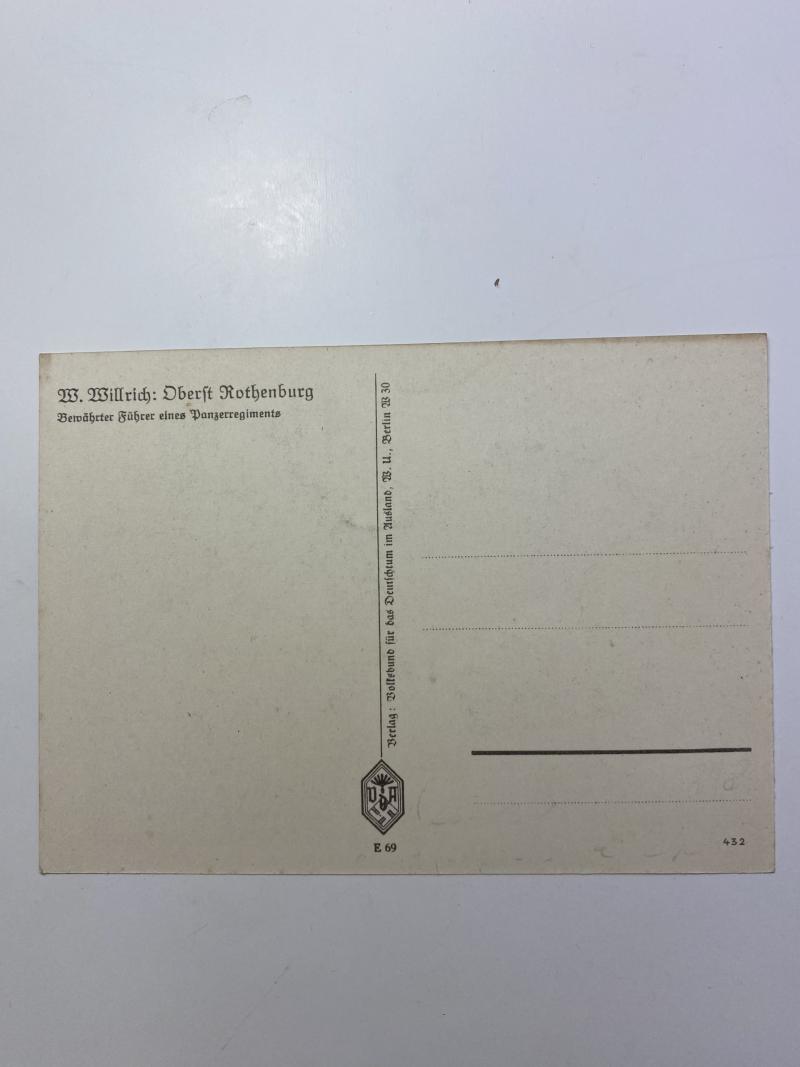 W. Willrich: Oberst Rothenburg
Bewährter Führer eines Panzerregiments
Verlag: Volksbund für das Deutschtum im Ausland, W. U., Berlin W 30
VDA
E 69
432